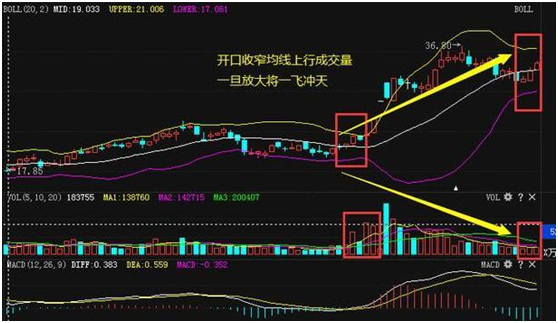 BOLL(20,2) MID:19.033 UPPER:21.006 LOWER:17.061 BOLL
36.80
开口收窄均线上行成交量
一旦放大将一飞冲天
17.85
VOL(5,10,20) 183755 MA1:138760 MA2:142715 MA3:200407 VOL ? ×
X万
MACD(12,26,9) DIFF:0.383 DEA:0.559 MACD:-0.352 MACD ? ×